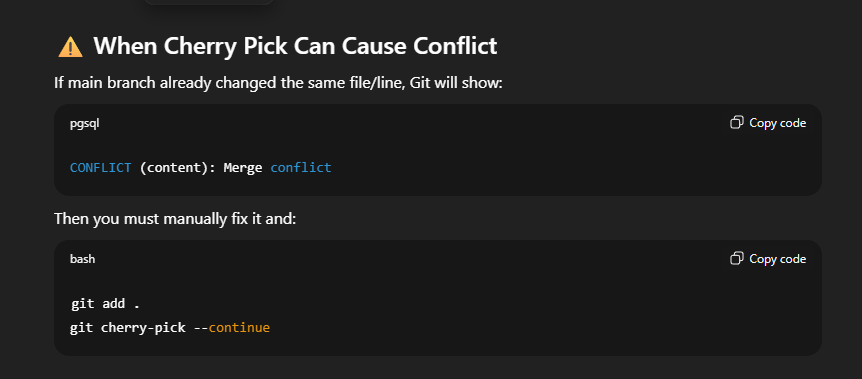 ⚠️ When Cherry Pick Can Cause Conflict
If main branch already changed the same file/line, Git will show:
pgsql Copy code
CONFLICT (content): Merge conflict
Then you must manually fix it and:
bash Copy code
git add .
git cherry-pick --continue